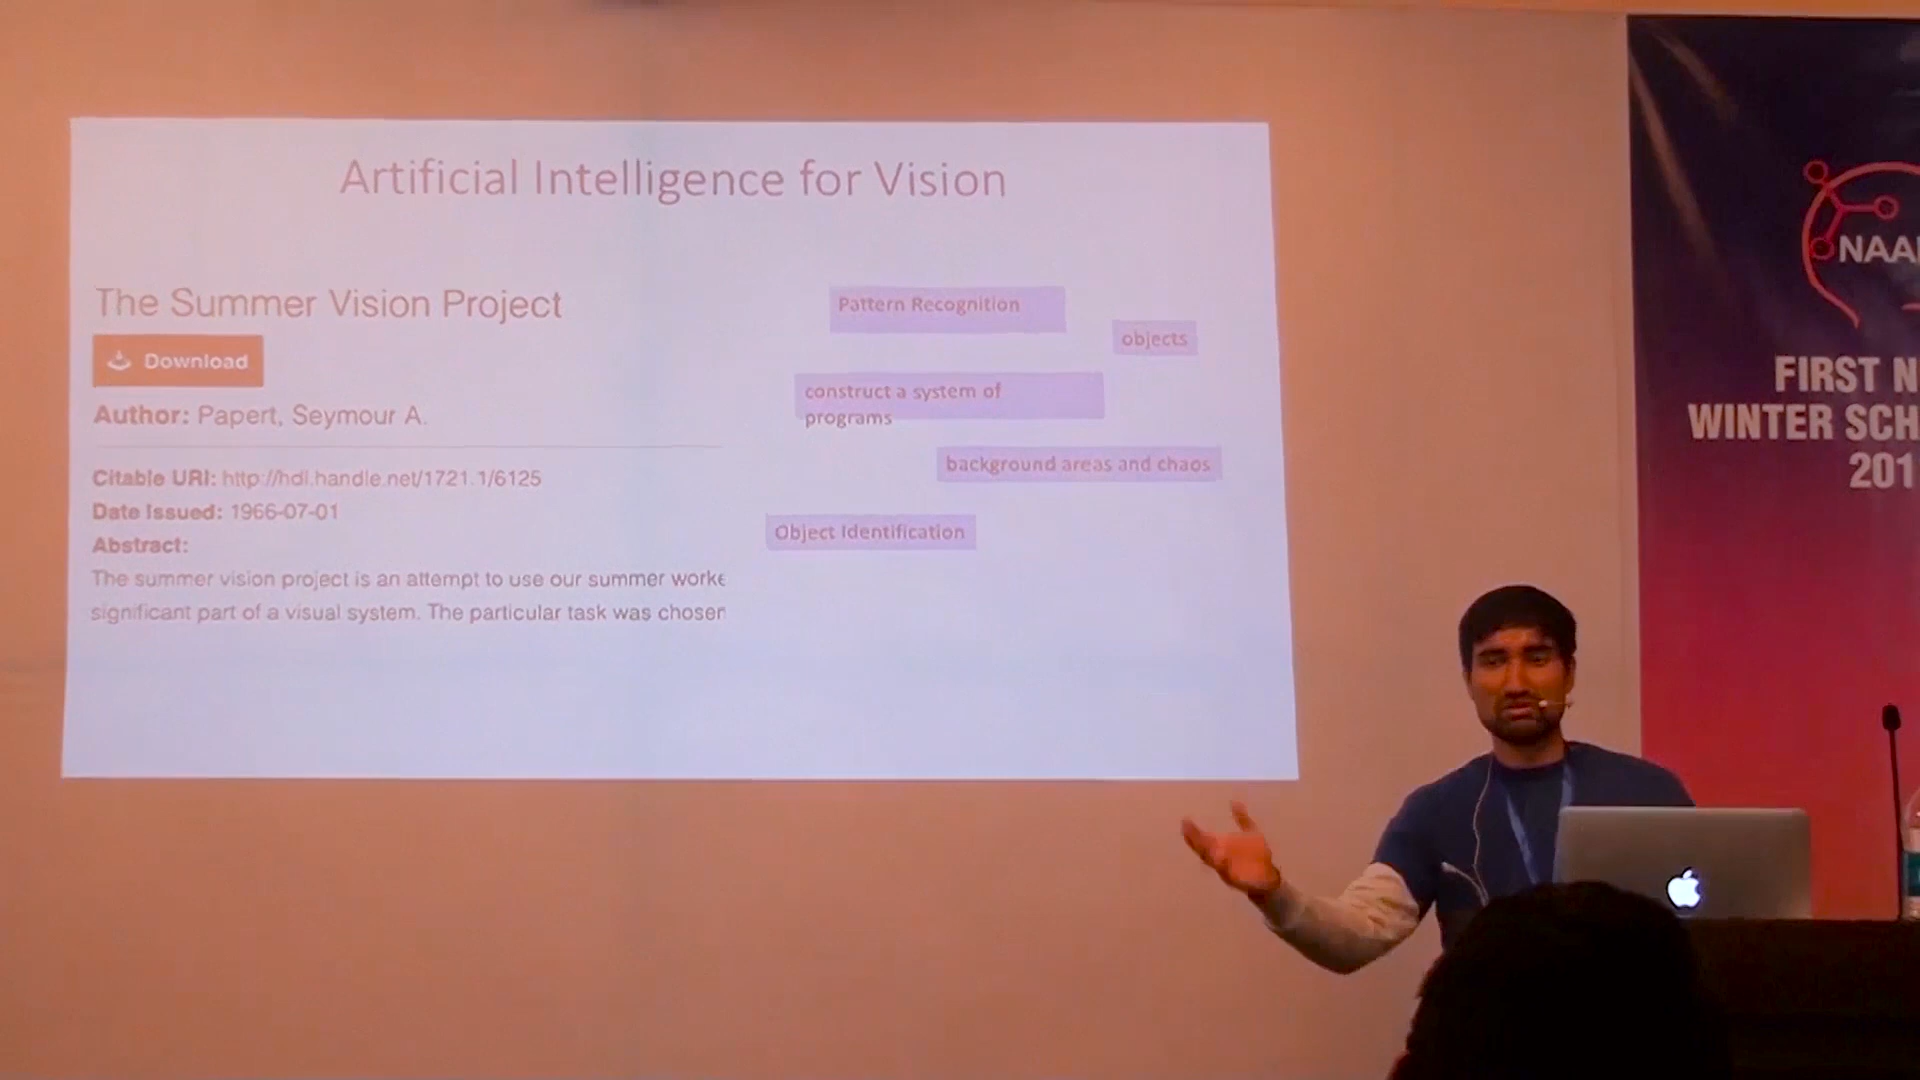 Artificial Intelligence for Vision
The Summer Vision Project
Download
Author: Papert, Seymour A.
Citable URI: http://hdl.handle.net/1721.1/6125
Date Issued: 1966-07-01
Abstract:
The summer vision project is an attempt to use our summer worke
significant part of a visual system. The particular task was chosen
Pattern Recognition
objects
construct a system of
programs
background areas and chaos
Object Identification
NAA
FIRST N
WINTER SCH
201